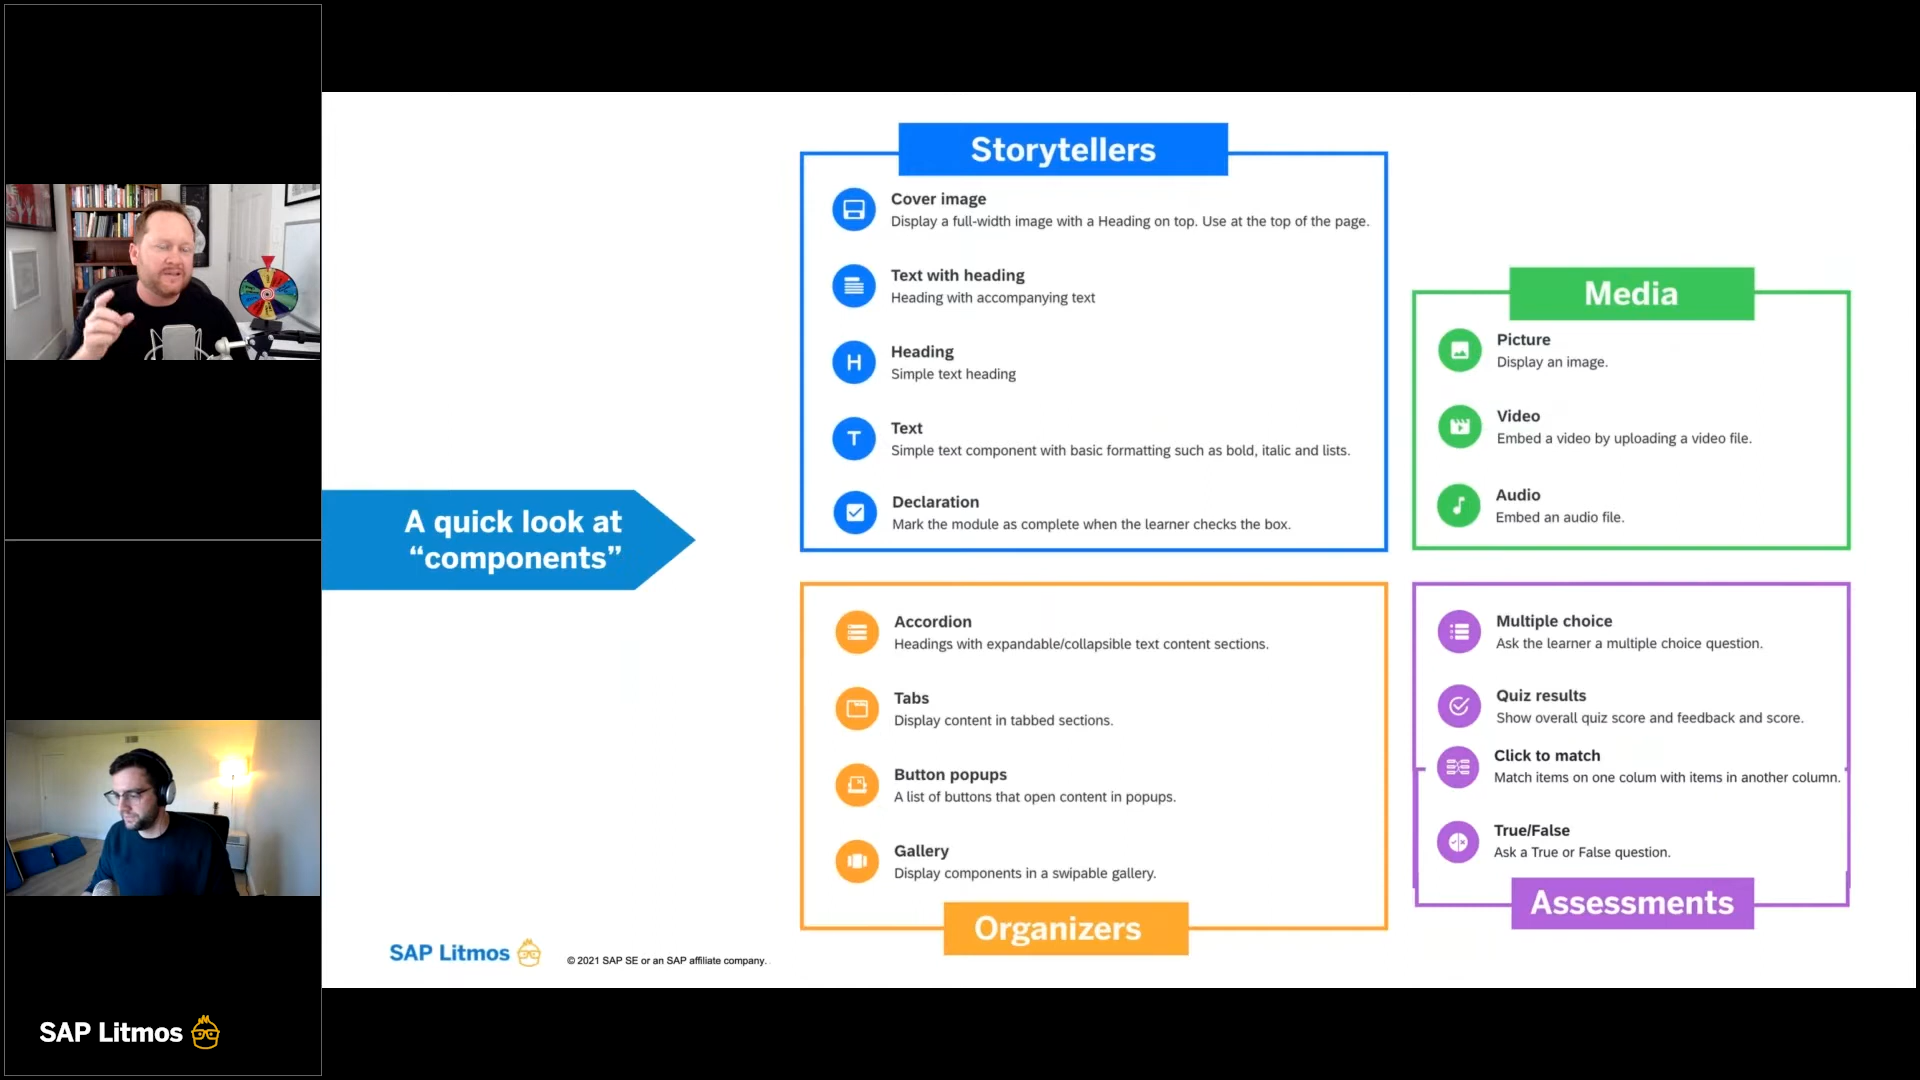 A quick look at
“components”
Storytellers
Cover image
Display a full-width image with a Heading on top. Use at the top of the page.
Text with heading
Heading with accompanying text
H
Heading
Simple text heading
T
Text
Simple text component with basic formatting such as bold, italic and lists.
Declaration
Mark the module as complete when the learner checks the box.
Media
Picture
Display an image.
Video
Embed a video by uploading a video file.
Audio
Embed an audio file.
Accordion
Headings with expandable/collapsible text content sections.
Tabs
Display content in tabbed sections.
Button popups
A list of buttons that open content in popups.
Gallery
Display components in a swipable gallery.
Organizers
Multiple choice
Ask the learner a multiple choice question.
Quiz results
Show overall quiz score and feedback and score.
Click to match
Match items on one colum with items in another column.
True/False
Ask a True or False question.
Assessments
SAP Litmos
© 2021 SAP SE or an SAP affiliate company.
SAP Litmos